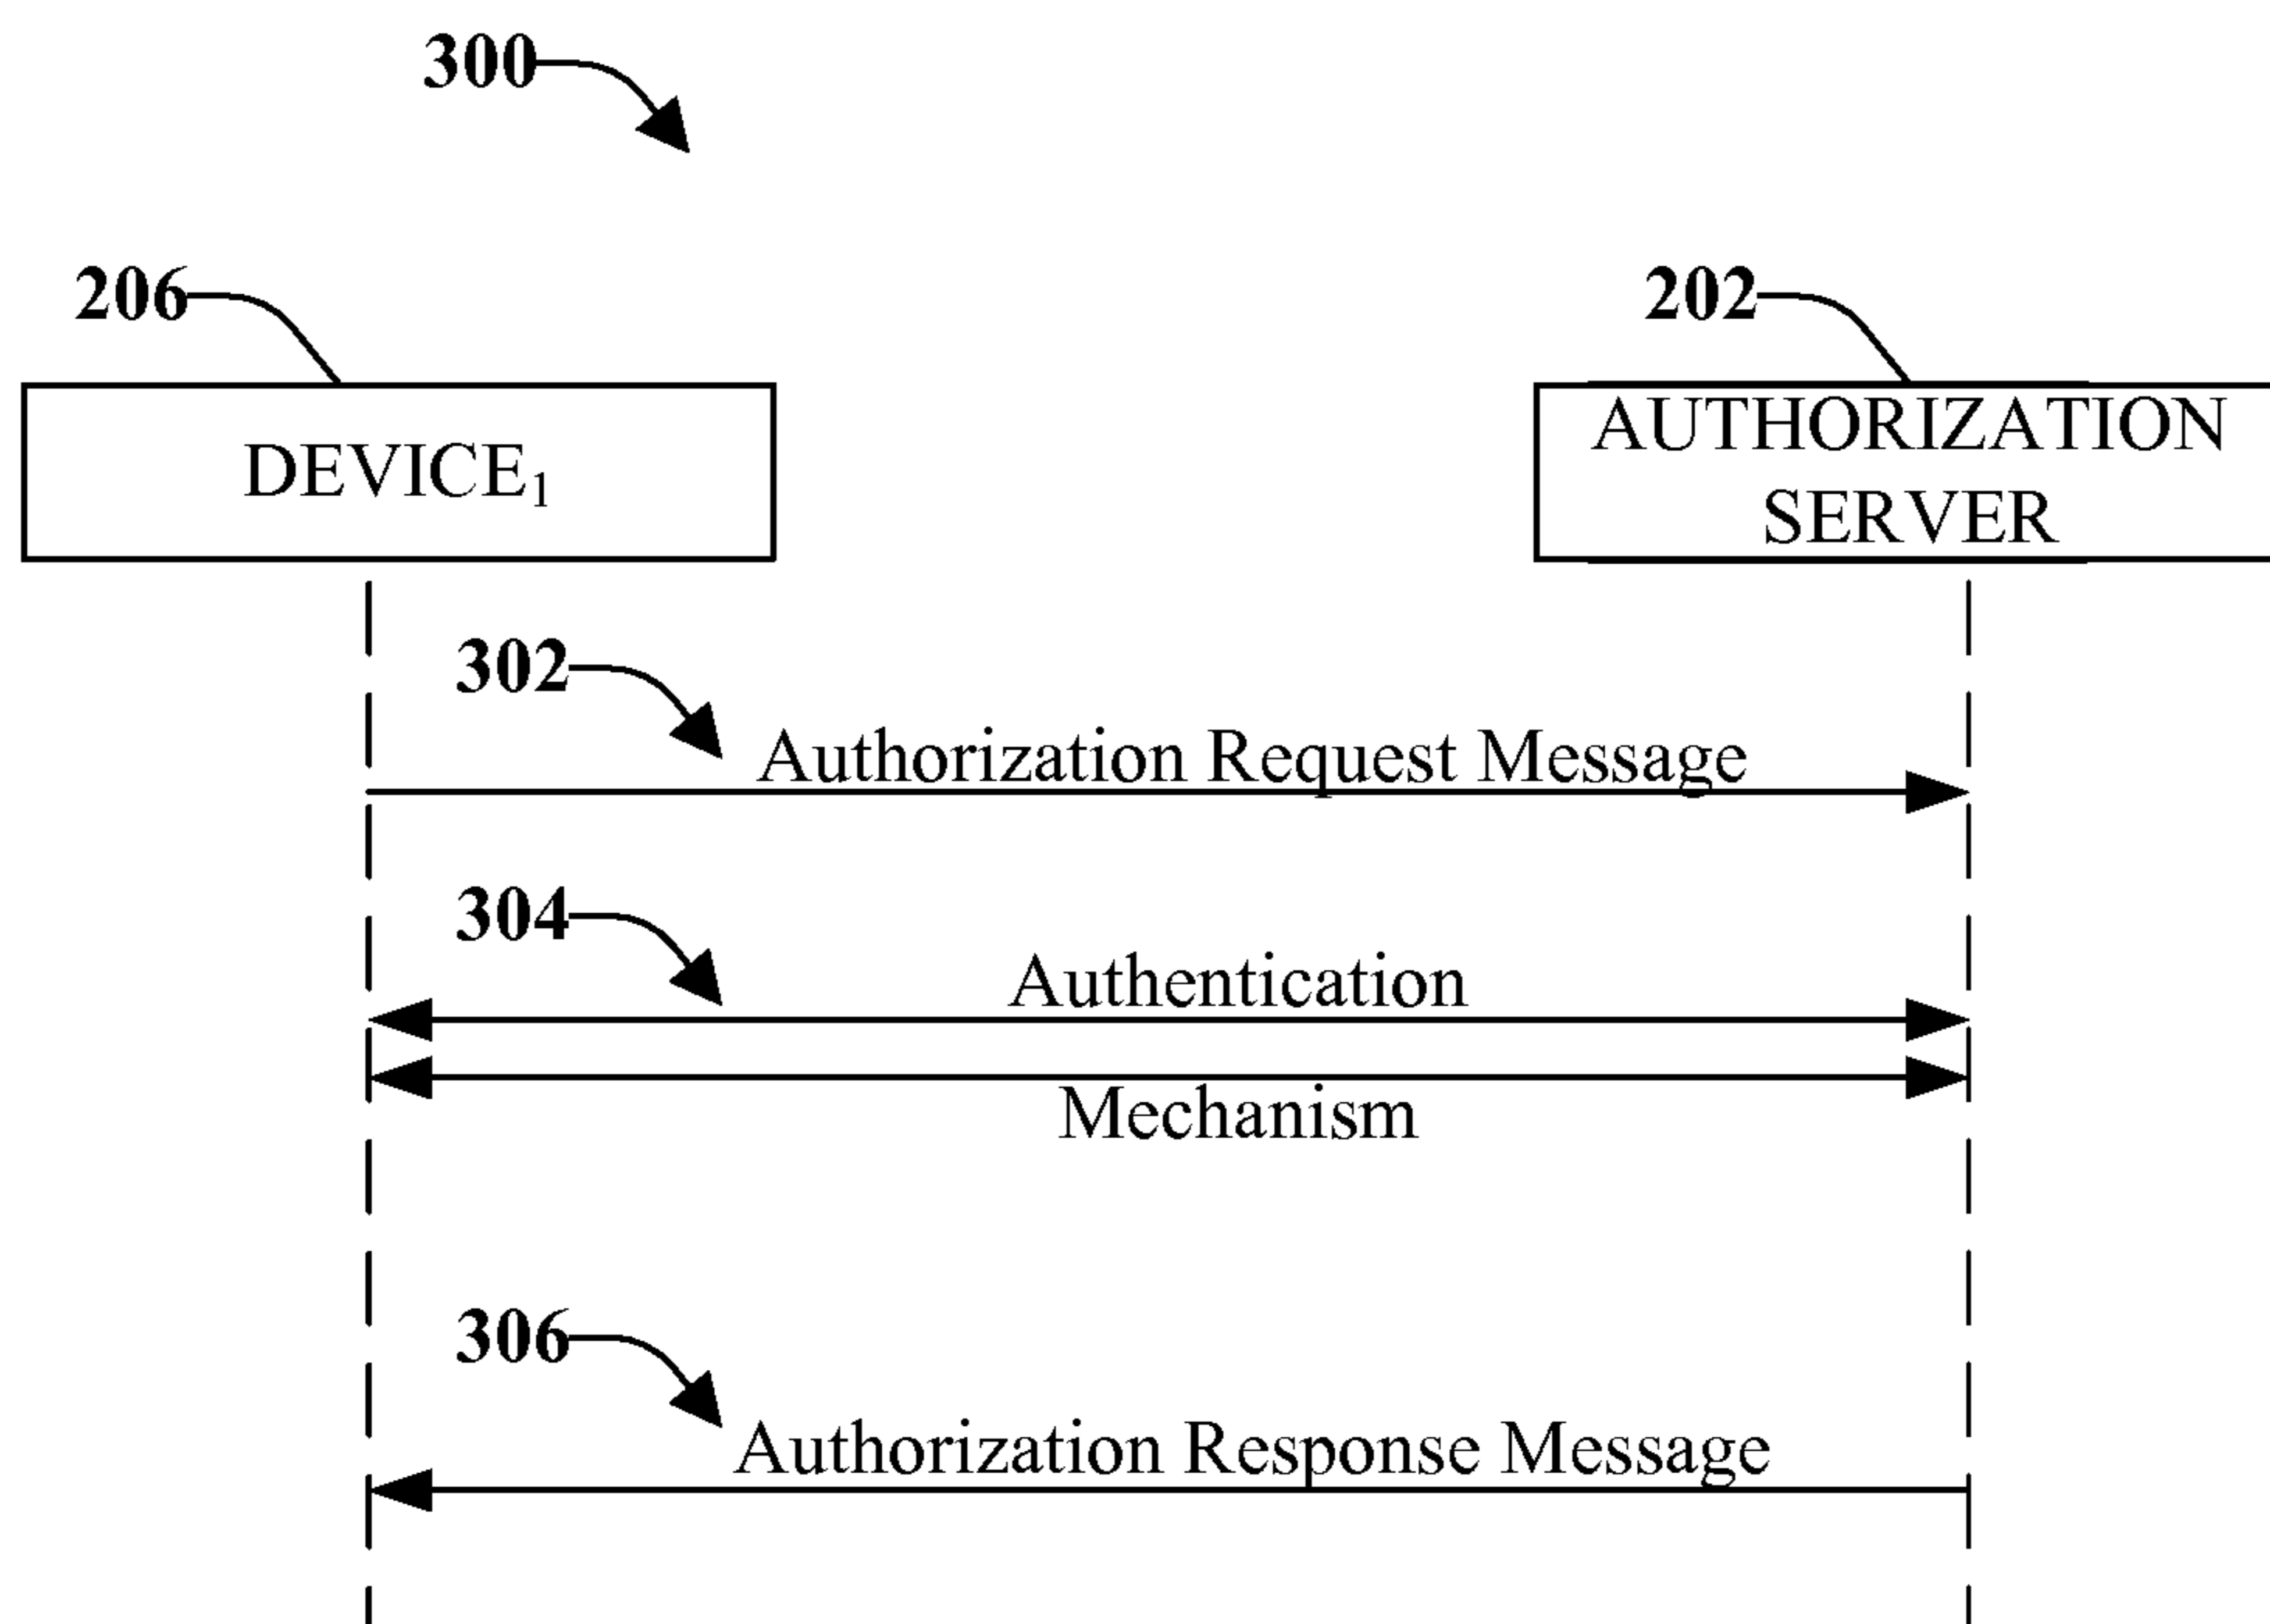 300
206
202
DEVICE₁
AUTHORIZATION
SERVER
302
Authorization Request Message
304
Authentication
Mechanism
306
Authorization Response Message